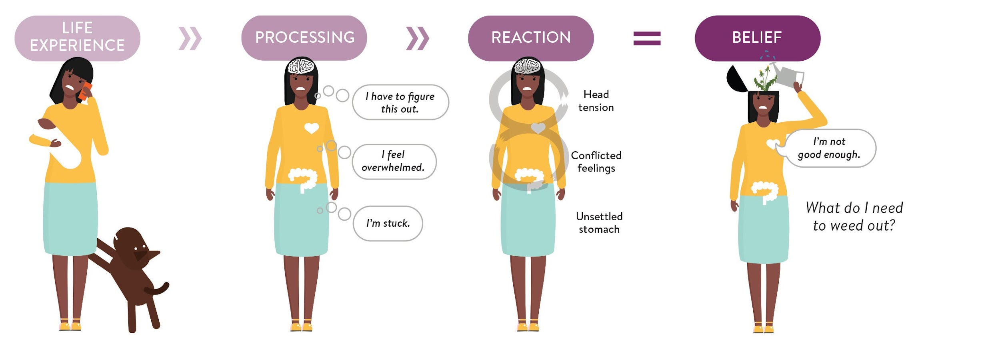 LIFE
EXPERIENCE
PROCESSING
REACTION
BELIEF
I have to figure
this out.
I feel
overwhelmed.
I'm stuck.
Head
tension
Conflicted
feelings
Unsettled
stomach
I'm not
good enough.
What do I need
to weed out?